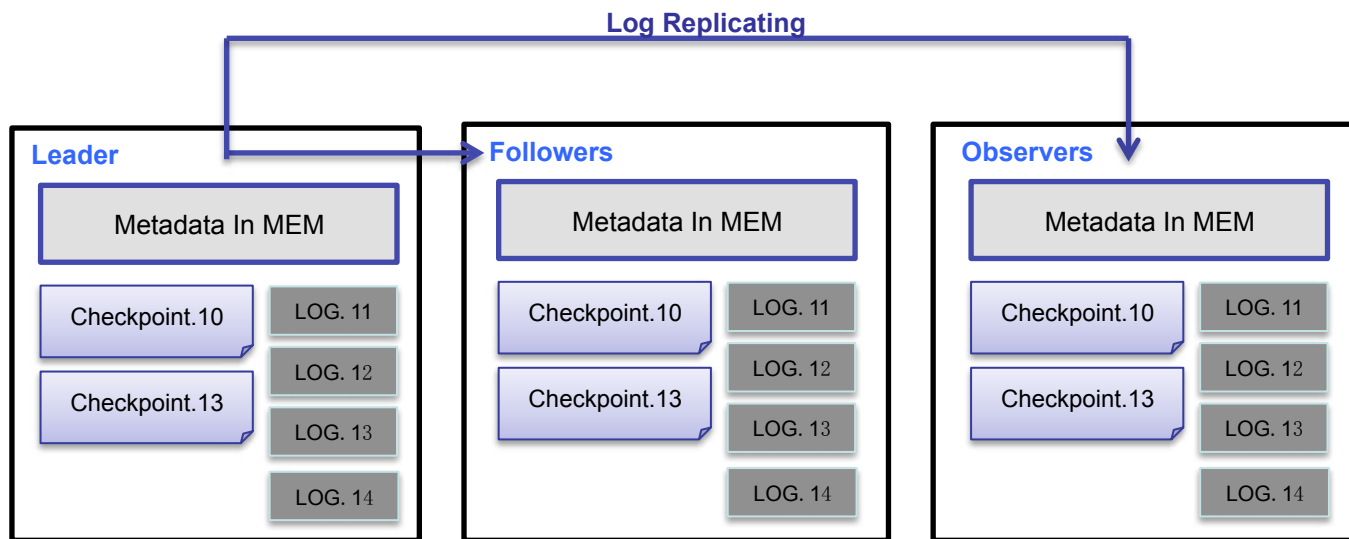 Log Replicating
Leader
Metadata In MEM
Checkpoint.10
Checkpoint.13
LOG. 11
LOG. 12
LOG. 13
LOG. 14
Followers
Metadata In MEM
Checkpoint.10
Checkpoint.13
LOG. 11
LOG. 12
LOG. 13
LOG. 14
Observers
Metadata In MEM
Checkpoint.10
Checkpoint.13
LOG. 11
LOG. 12
LOG. 13
LOG. 14